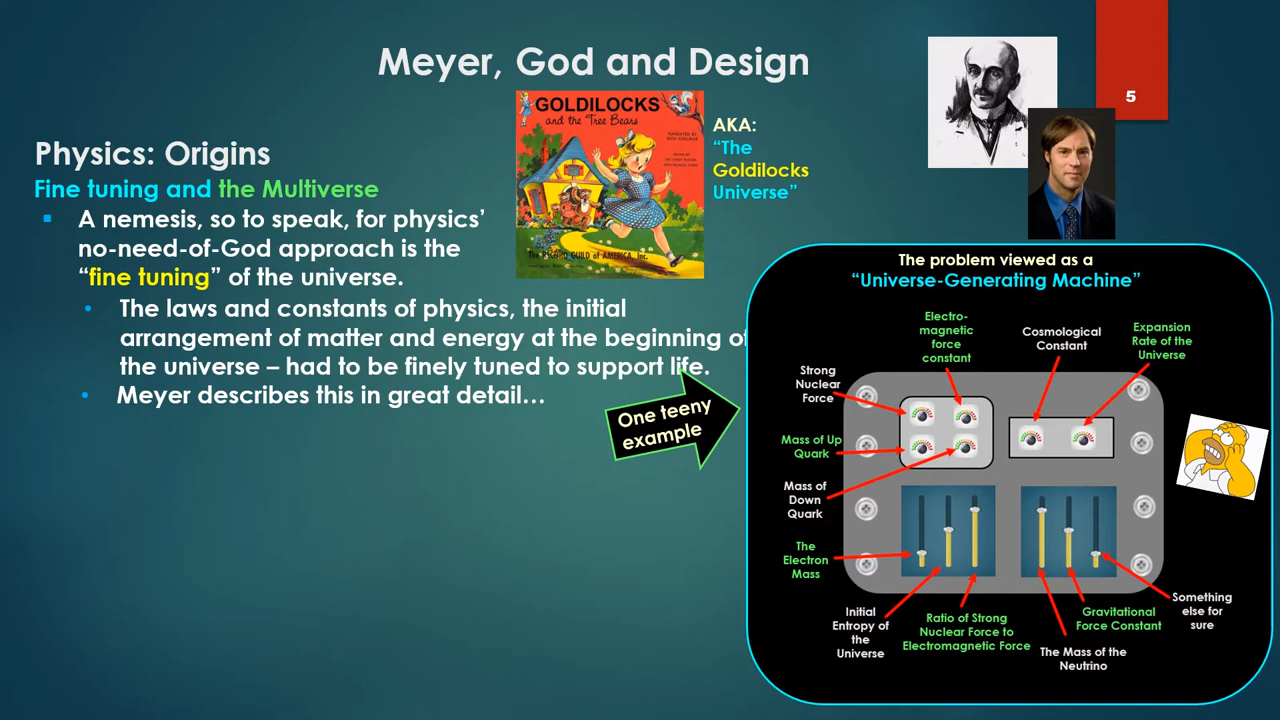 Meyer, God and Design
5
GOLDILOCKS
and the Tree Bears
The RECORD GUILD of AMERICA, Inc.
AKA:
“The
Goldilocks
Universe”
Physics: Origins
Fine tuning and the Multiverse
A nemesis, so to speak, for physics’
no-need-of-God approach is the
“fine tuning” of the universe.
The laws and constants of physics, the initial
arrangement of matter and energy at the beginning of
the universe – had to be finely tuned to support life.
Meyer describes this in great detail…
One teeny
example
The problem viewed as a
“Universe-Generating Machine”
Electro-
magnetic
force
constant
Cosmological
Constant
Expansion
Rate of the
Universe
Strong
Nuclear
Force
Mass of Up
Quark
Mass of
Down
Quark
The
Electron
Mass
Initial
Entropy of
the
Universe
Ratio of Strong
Nuclear Force to
Electromagnetic Force
The Mass of the
Neutrino
Gravitational
Force Constant
Something
else for
sure